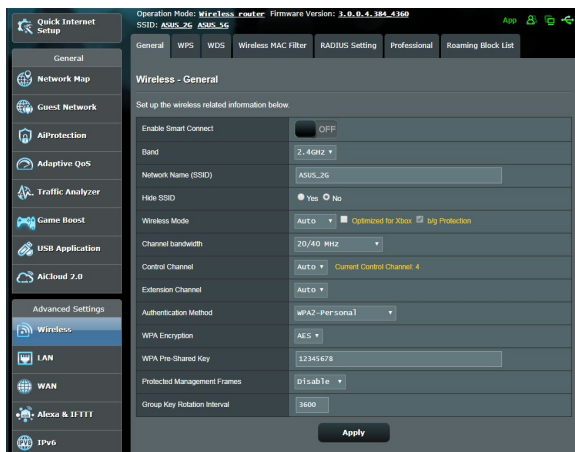 Quick Internet
Setup
General
Network Map
Guest Network
AiProtection
Adaptive QoS
Traffic Analyzer
Game Boost
USB Application
AiCloud 2.0
Advanced Settings
Wireless
LAN
WAN
Alexa & IFTTT
IPv6
Operation Mode: Wireless router Firmware Version: 3.0.0.4.384_4360
SSID: ASUS_2G ASUS_5G
App
General WPS WDS Wireless MAC Filter RADIUS Setting Professional Roaming Block List
Wireless - General
Set up the wireless related information below.
Enable Smart Connect OFF
Band 2.4GHz
Network Name (SSID) ASUS_2G
Hide SSID Yes No
Wireless Mode Auto Optimized for Xbox b/g Protection
Channel bandwidth 20/40 MHz
Control Channel Auto Current Control Channel: 4
Extension Channel Auto
Authentication Method WPA2-Personal
WPA Encryption AES
WPA Pre-Shared Key 12345678
Protected Management Frames Disable
Group Key Rotation Interval 3600
Apply